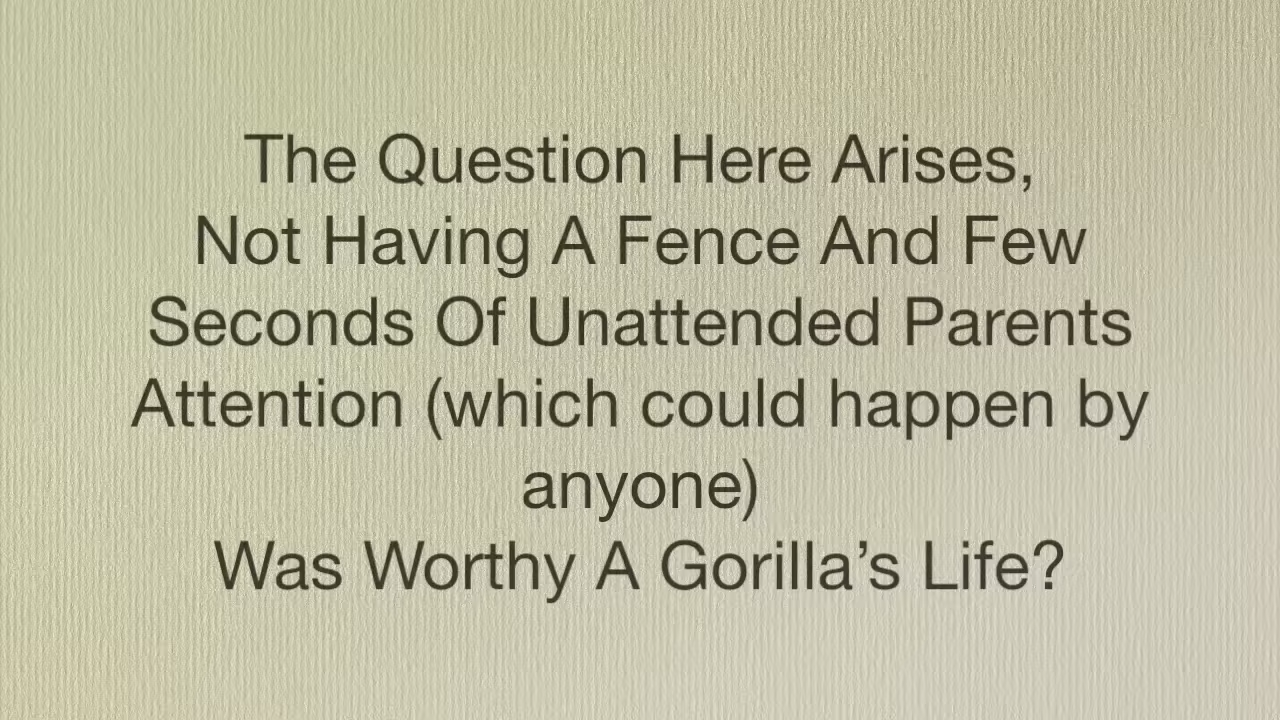 The Question Here Arises,
Not Having A Fence And Few
Seconds Of Unattended Parents
Attention (which could happen by
anyone)
Was Worthy A Gorilla’s Life?